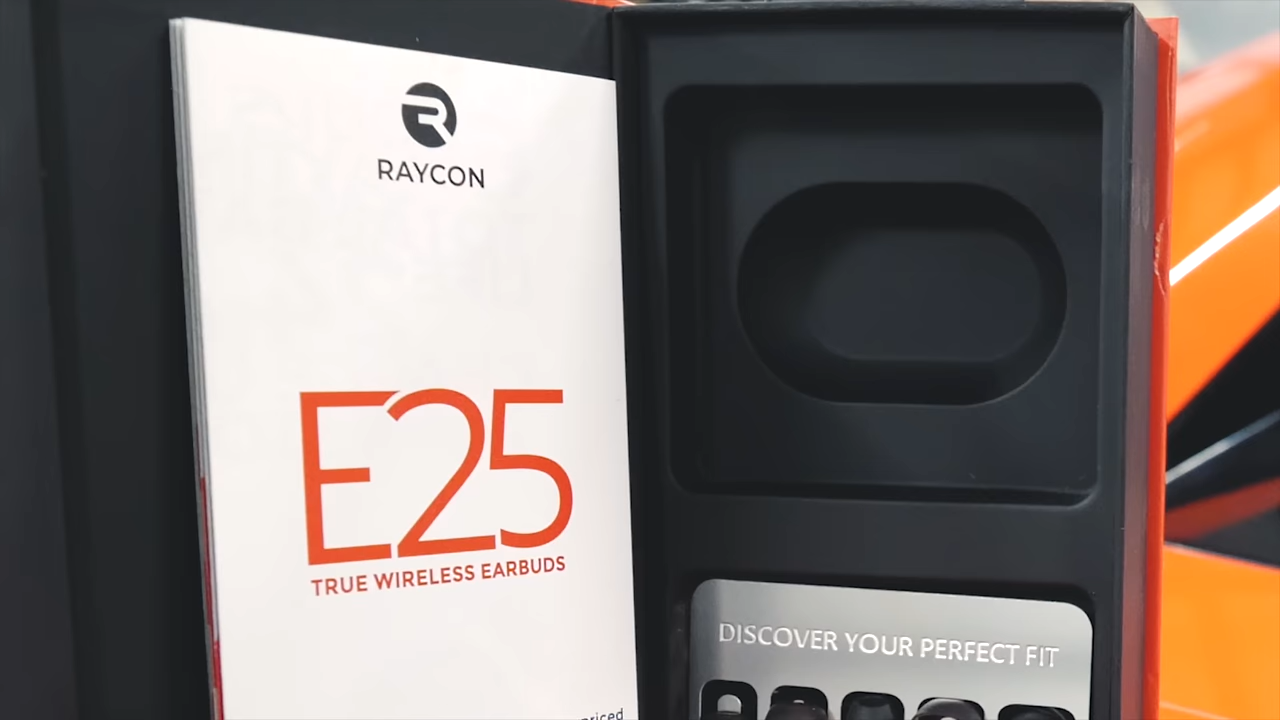 RAYCON
E25
TRUE WIRELESS EARBUDS
DISCOVER YOUR PERFECT FIT